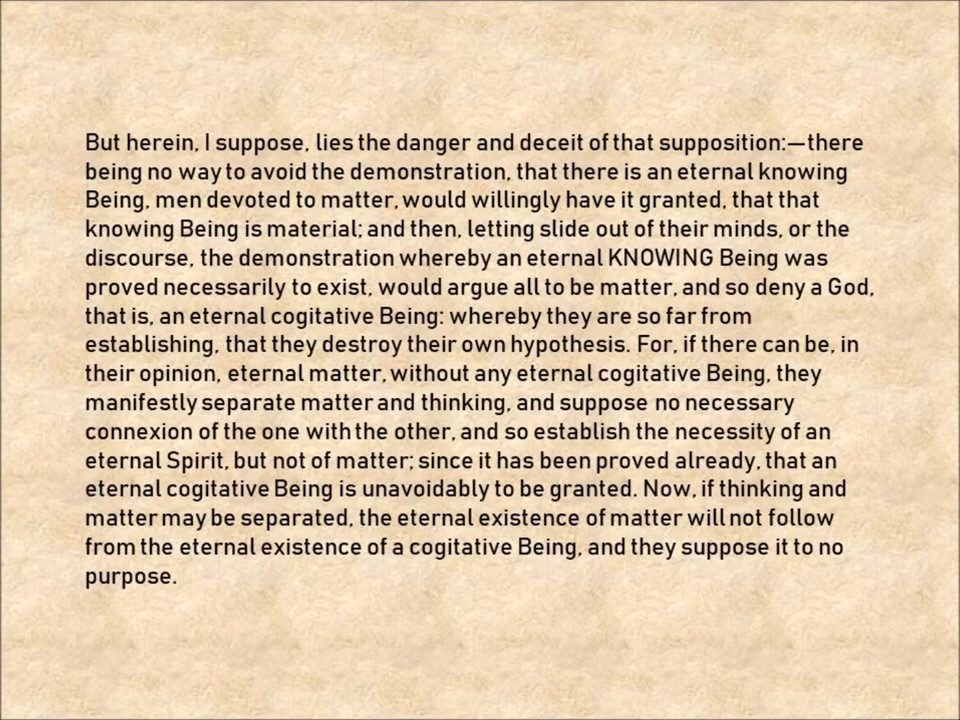 But herein, I suppose, lies the danger and deceit of that supposition:—there
being no way to avoid the demonstration, that there is an eternal knowing
Being, men devoted to matter, would willingly have it granted, that that
knowing Being is material; and then, letting slide out of their minds, or the
discourse, the demonstration whereby an eternal KNOWING Being was
proved necessarily to exist, would argue all to be matter, and so deny a God,
that is, an eternal cogitative Being: whereby they are so far from
establishing, that they destroy their own hypothesis. For, if there can be, in
their opinion, eternal matter, without any eternal cogitative Being, they
manifestly separate matter and thinking, and suppose no necessary
connexion of the one with the other, and so establish the necessity of an
eternal Spirit, but not of matter; since it has been proved already, that an
eternal cogitative Being is unavoidably to be granted. Now, if thinking and
matter may be separated, the eternal existence of matter will not follow
from the eternal existence of a cogitative Being, and they suppose it to no
purpose.